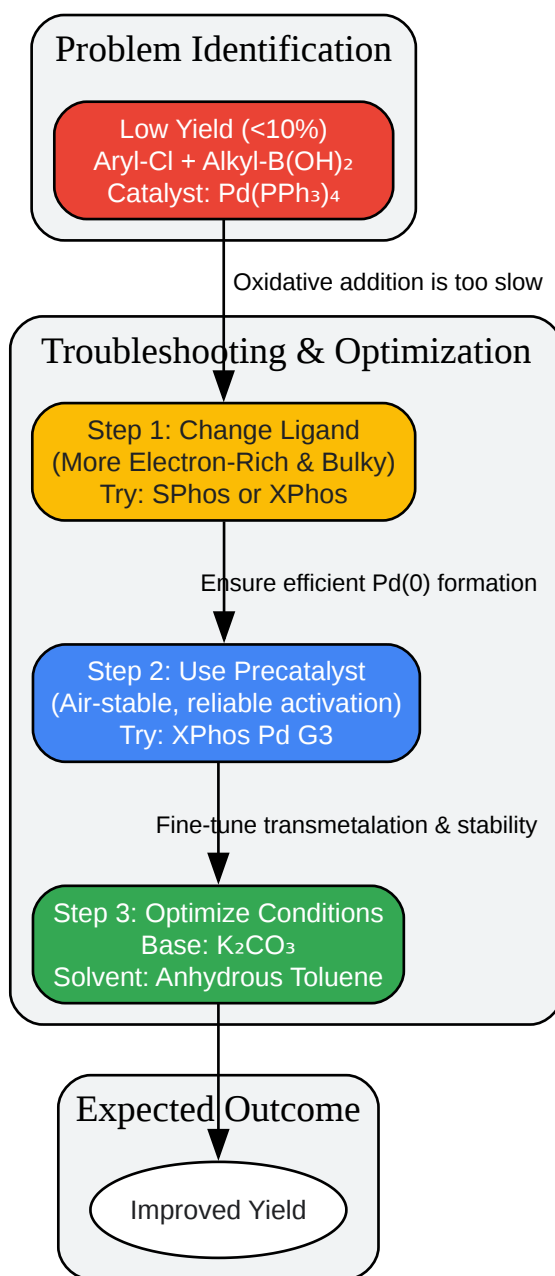 Problem Identification
Low Yield (<10%)
Aryl-Cl + Alkyl-B(OH)₂
Catalyst: Pd(PPh₃)₄
Oxidative addition is too slow
Troubleshooting & Optimization
Step 1: Change Ligand
(More Electron-Rich & Bulky)
Try: SPhos or XPhos
Ensure efficient Pd(0) formation
Step 2: Use Precatalyst
(Air-stable, reliable activation)
Try: XPhos Pd G3
Fine-tune transmetalation & stability
Step 3: Optimize Conditions
Base: K₂CO₃
Solvent: Anhydrous Toluene
Expected Outcome
Improved Yield